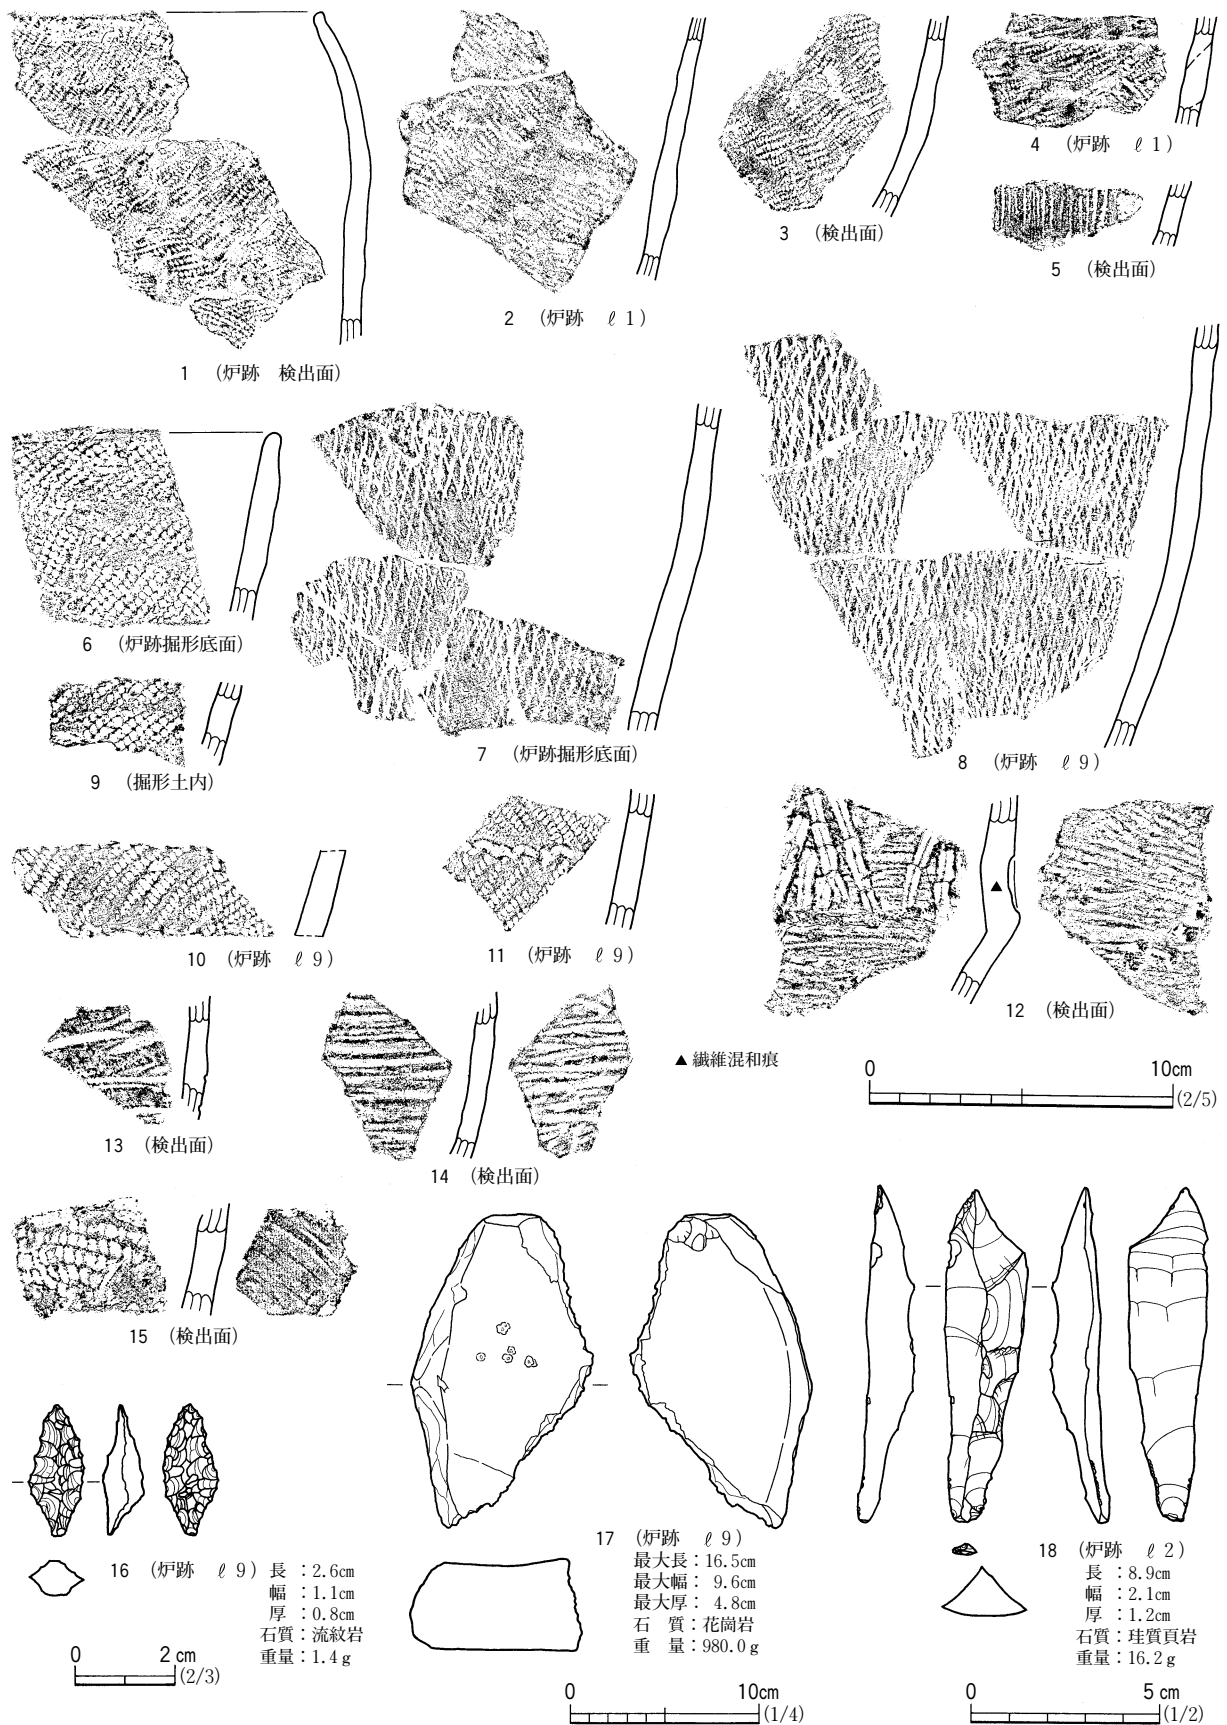 1　（炉跡　検出面）
2　（炉跡　ℓ 1）
3　（検出面）
4　（炉跡　ℓ 1）
5　（検出面）
6　（炉跡掘形底面）
7　（炉跡掘形底面）
8　（炉跡　ℓ 9）
9　（掘形土内）
10　（炉跡　ℓ 9）
11　（炉跡　ℓ 9）
12　（検出面）
13　（検出面）
14　（検出面）
▲ 繊維混和痕
0　10cm
(2/5)
15　（検出面）
16　（炉跡　ℓ 9）
長　：2.6㎝
幅　：1.1㎝
厚　：0.8㎝
石質：流紋岩
重量：1.4ｇ
0　2 cm
(2/3)
17　（炉跡　ℓ 9）
最大長：16.5㎝
最大幅： 9.6㎝
最大厚： 4.8㎝
石　質：花崗岩
重　量：980.0ｇ
0　10cm
(1/4)
18　（炉跡　ℓ 2）
長　：8.9㎝
幅　：2.1㎝
厚　：1.2㎝
石質：珪質頁岩
重量：16.2ｇ
0　5 cm
(1/2)